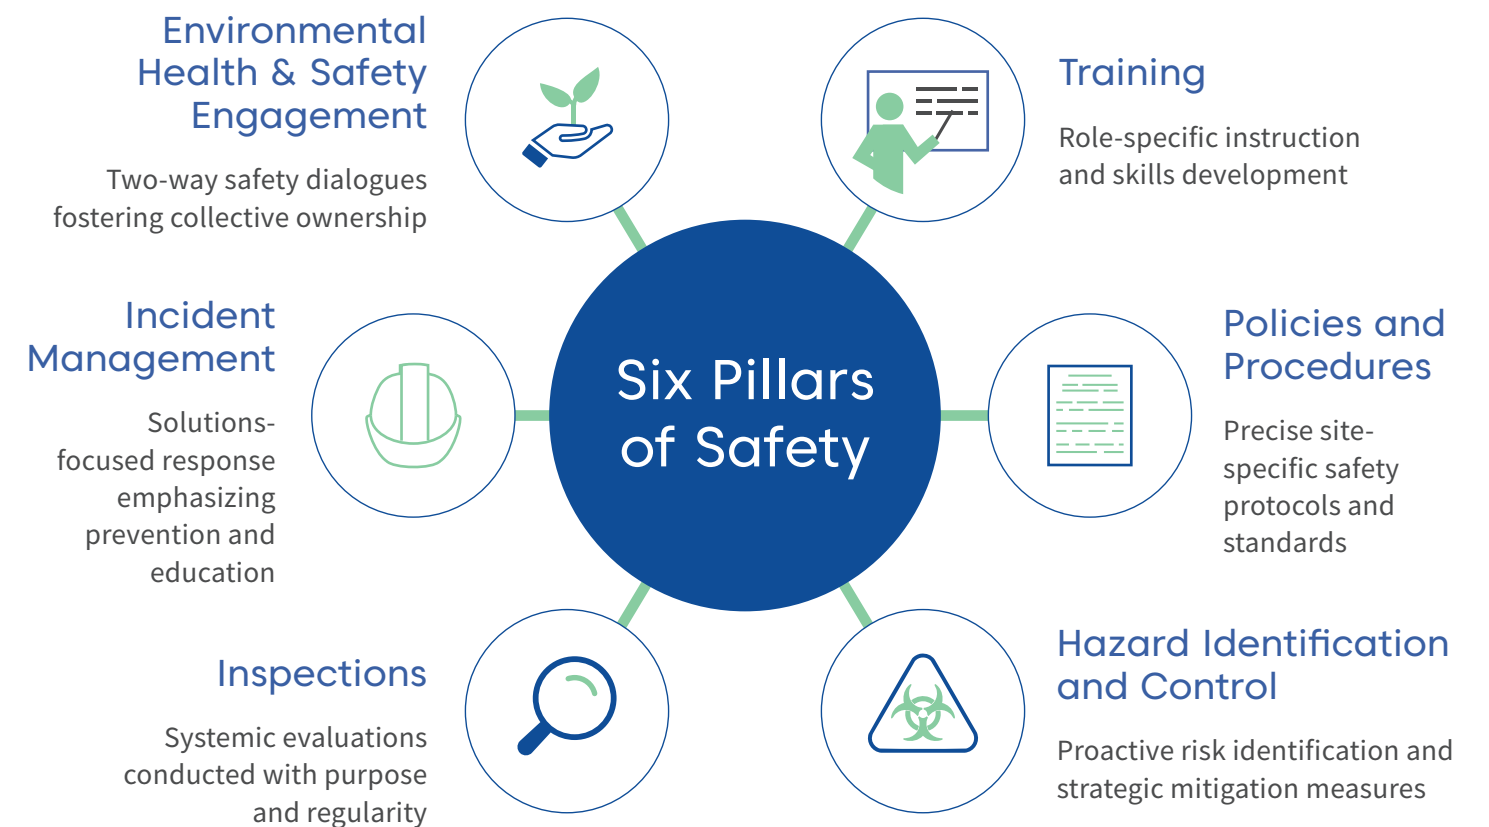 Environmental
Health & Safety
Engagement
Two-way safety dialogues
fostering collective ownership
Training
Role-specific instruction
and skills development
Incident
Management
Solutions-
focused response
emphasizing
prevention and
education
Six Pillars
of Safety
Policies and
Procedures
Precise site-
specific safety
protocols and
standards
Inspections
Systemic evaluations
conducted with purpose
and regularity
Hazard Identification
and Control
Proactive risk identification and
strategic mitigation measures